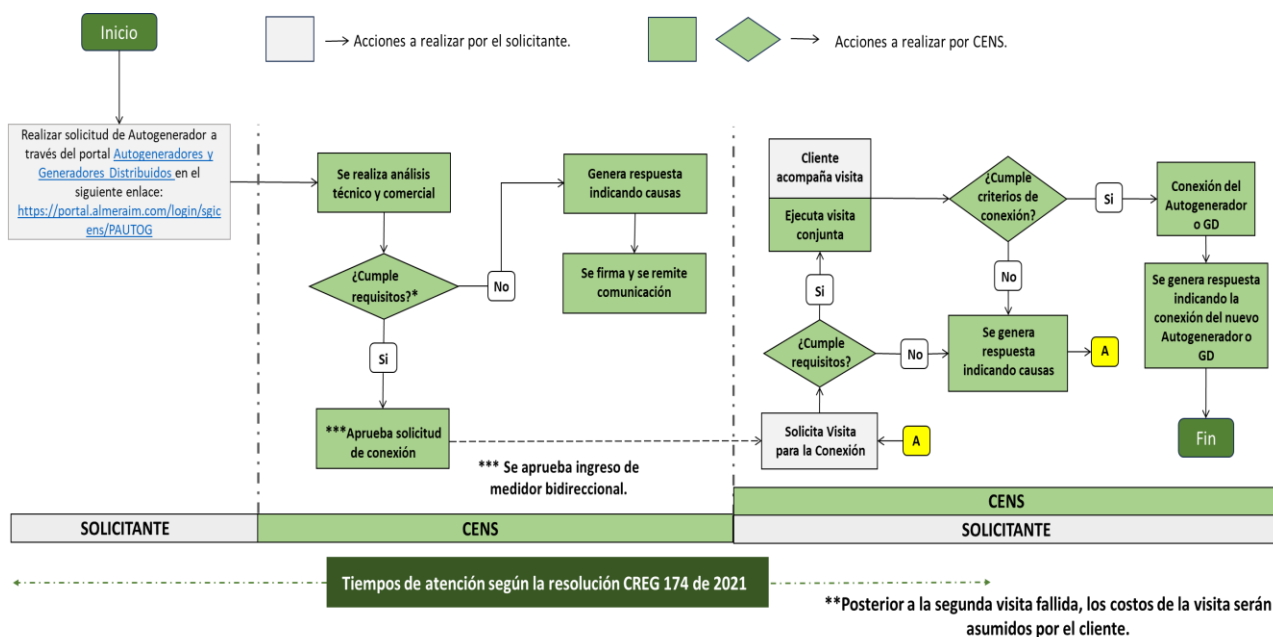 Inicio
Acciones a realizar por el solicitante.
Acciones a realizar por CENS.
Realizar solicitud de Autogenerador a
través del portal Autogeneradores y
Generadores Distribuidos en el
siguiente enlace:
https://portal.almeraim.com/login/sgic
ens/PAUTOG
Se realiza análisis
técnico y comercial
¿Cumple
requisitos?*
No
Genera respuesta
indicando causas
Se firma y se remite
comunicación
Si
***Aprueba solicitud
de conexión
*** Se aprueba ingreso de
medidor bidireccional.
Cliente
acompaña visita
Ejecuta visita
conjunta
Si
¿Cumple
requisitos?
No
Solicita Visita
para la Conexión
A
¿Cumple
criterios de
conexión?
Si
No
Se genera
respuesta
indicando causas
A
Conexión del
Autogenerador
o GD
Se genera respuesta
indicando la
conexión del nuevo
Autogenerador o
GD
Fin
SOLICITANTE
CENS
CENS
SOLICITANTE
Tiempos de atención según la resolución CREG 174 de 2021
**Posterior a la segunda visita fallida, los costos de la visita serán
asumidos por el cliente.